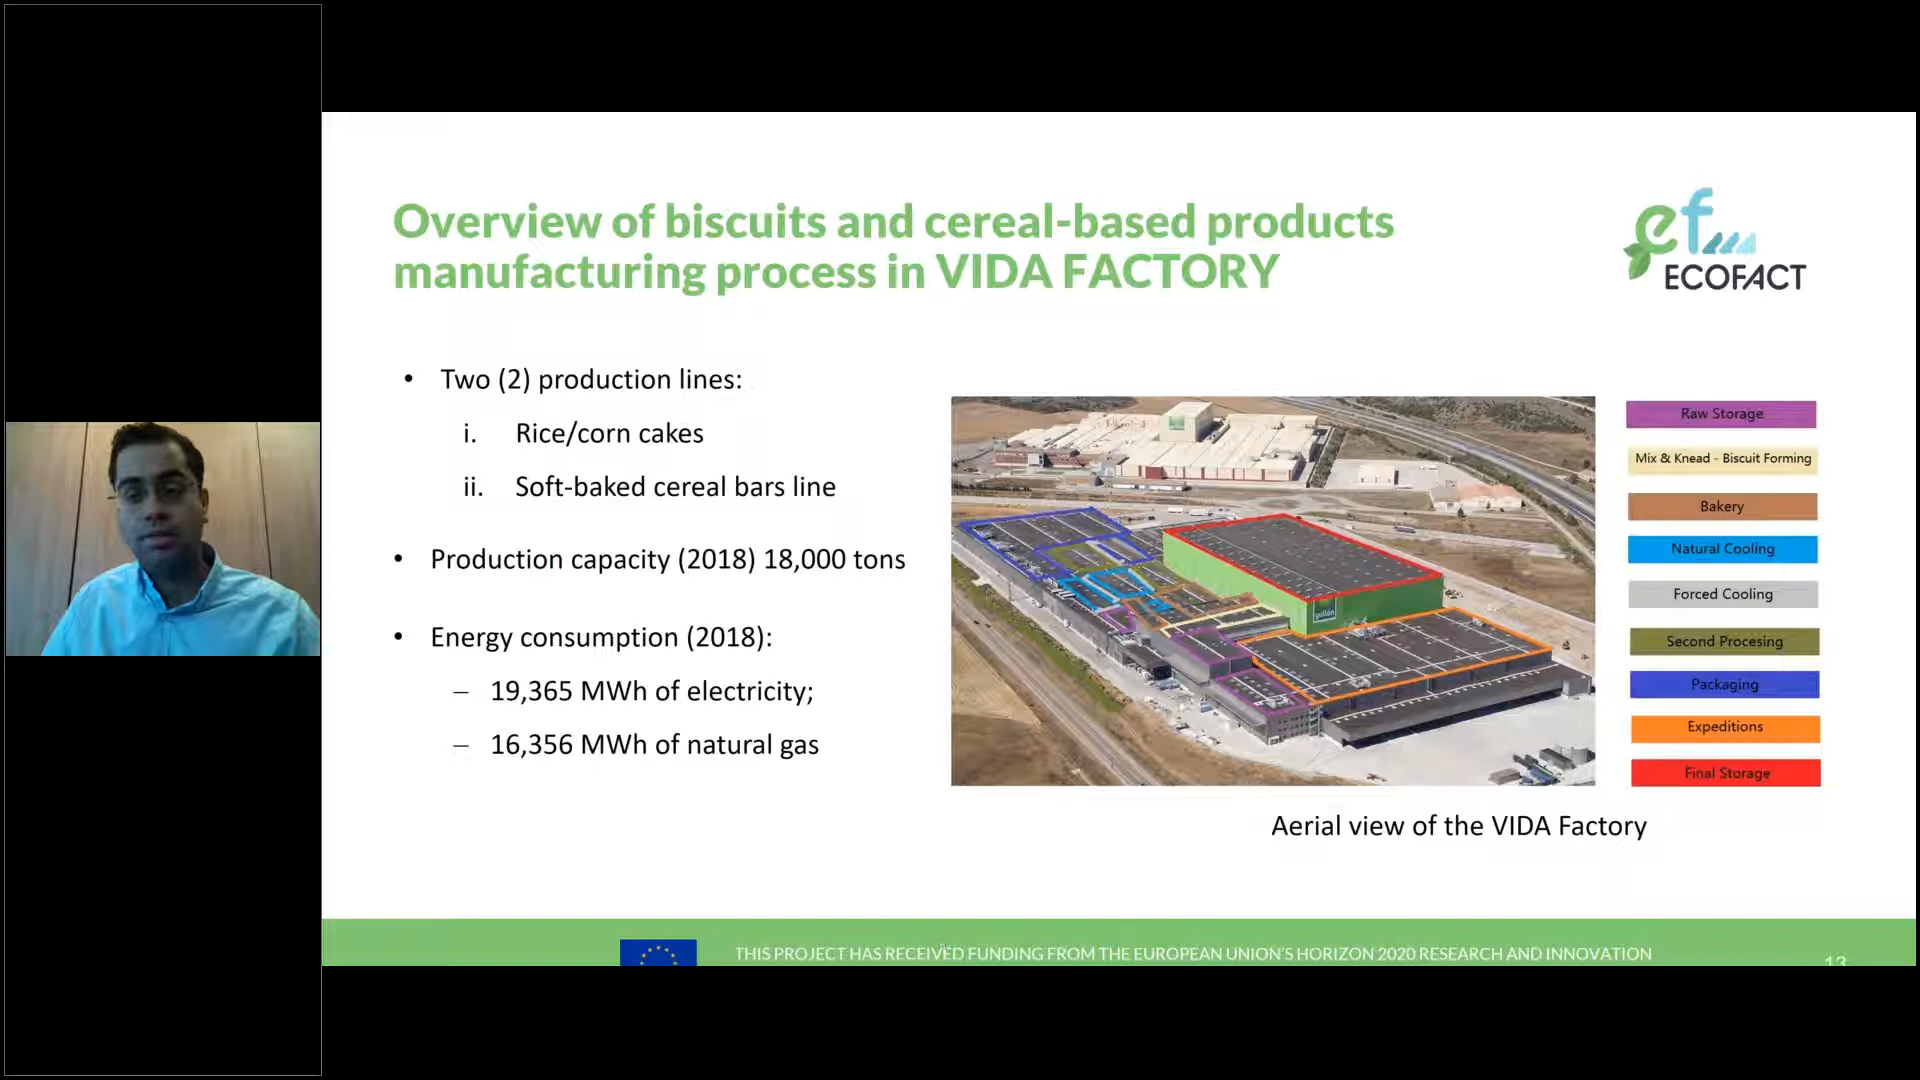 Overview of biscuits and cereal-based products
manufacturing process in VIDA FACTORY
ef
ECOFACT
• Two (2) production lines:
i. Rice/corn cakes
ii. Soft-baked cereal bars line
• Production capacity (2018) 18,000 tons
• Energy consumption (2018):
– 19,365 MWh of electricity;
– 16,356 MWh of natural gas
gullón
Raw Storage
Mix & Knead - Biscuit Forming
Bakery
Natural Cooling
Forced Cooling
Second Procesing
Packaging
Expeditions
Final Storage
Aerial view of the VIDA Factory
THIS PROJECT HAS RECEIVED FUNDING FROM THE EUROPEAN UNION'S HORIZON 2020 RESEARCH AND INNOVATION
13